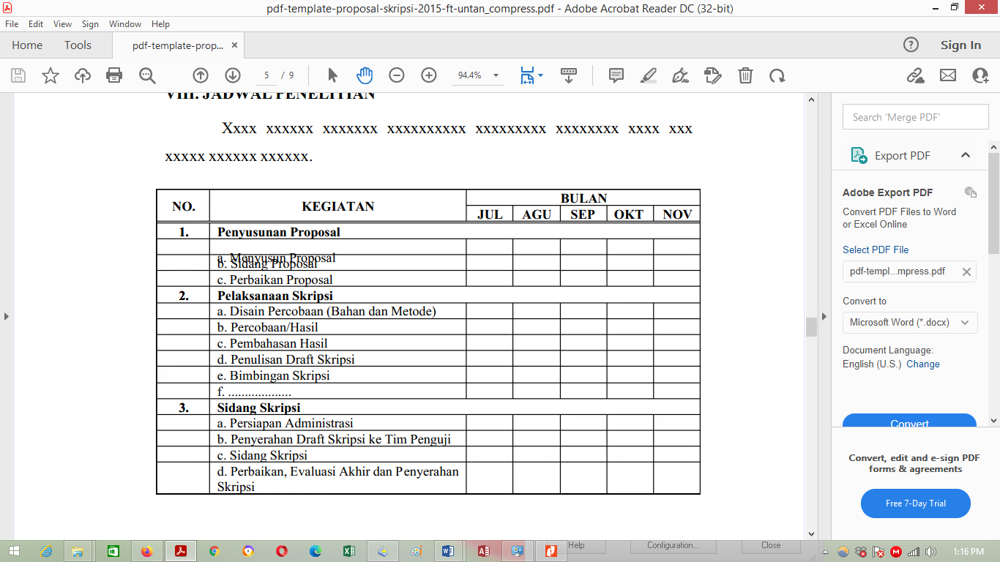 pdf-template-proposal-skripsi-2015-ft-untan_compress.pdf - Adobe Acrobat Reader DC (32-bit)
File Edit View Sign Window Help
Home Tools pdf-template-prop... × Sign In
5 / 9 94.4%
VIII. JADWAL PENELITIAN
Xxxx xxxxxx xxxxxxx xxxxxxxxxx xxxxxxxxx xxxxxxxx xxxx xxx
xxxxx xxxxxx xxxxxx.
NO. KEGIATAN BULAN
JUL AGU SEP OKT NOV
1. Penyusunan Proposal
a. Menyusun Proposal
b. Sidang Proposal
c. Perbaikan Proposal
2. Pelaksanaan Skripsi
a. Disain Percobaan (Bahan dan Metode)
b. Percobaan/Hasil
c. Pembahasan Hasil
d. Penulisan Draft Skripsi
e. Bimbingan Skripsi
f. ...................
3. Sidang Skripsi
a. Persiapan Administrasi
b. Penyerahan Draft Skripsi ke Tim Penguji
c. Sidang Skripsi
d. Perbaikan, Evaluasi Akhir dan Penyerahan
Skripsi
Search 'Merge PDF'
Export PDF
Adobe Export PDF
Convert PDF Files to Word
or Excel Online
Select PDF File
pdf-templ...mpress.pdf
Convert to
Microsoft Word (*.docx)
Document Language:
English (U.S.) Change
Convert
Convert, edit and e-sign PDF
forms & agreements
Free 7-Day Trial
Help Configuration... Close
1:16 PM